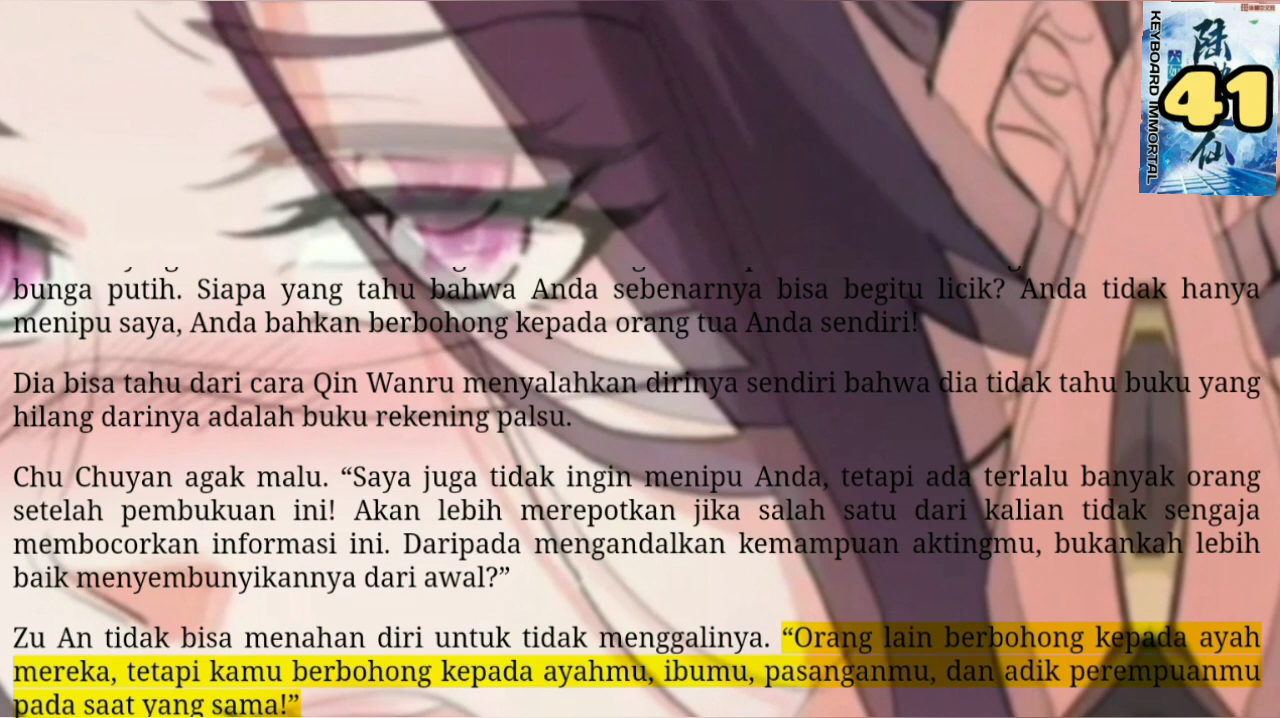 KEYBOARD IMMORTAL
陆
仙
41
bunga putih. Siapa yang tahu bahwa Anda sebenarnya bisa begitu licik? Anda tidak hanya
menipu saya, Anda bahkan berbohong kepada orang tua Anda sendiri!
Dia bisa tahu dari cara Qin Wanru menyalahkan dirinya sendiri bahwa dia tidak tahu buku yang
hilang darinya adalah buku rekening palsu.
Chu Chuyan agak malu. “Saya juga tidak ingin menipu Anda, tetapi ada terlalu banyak orang
setelah pembukuan ini! Akan lebih merepotkan jika salah satu dari kalian tidak sengaja
membocorkan informasi ini. Daripada mengandalkan kemampuan aktingmu, bukankah lebih
baik menyembunyikannya dari awal?”
Zu An tidak bisa menahan diri untuk tidak menggalinya. “Orang lain berbohong kepada ayah
mereka, tetapi kamu berbohong kepada ayahmu, ibumu, pasanganmu, dan adik perempuanmu
pada saat yang sama!”